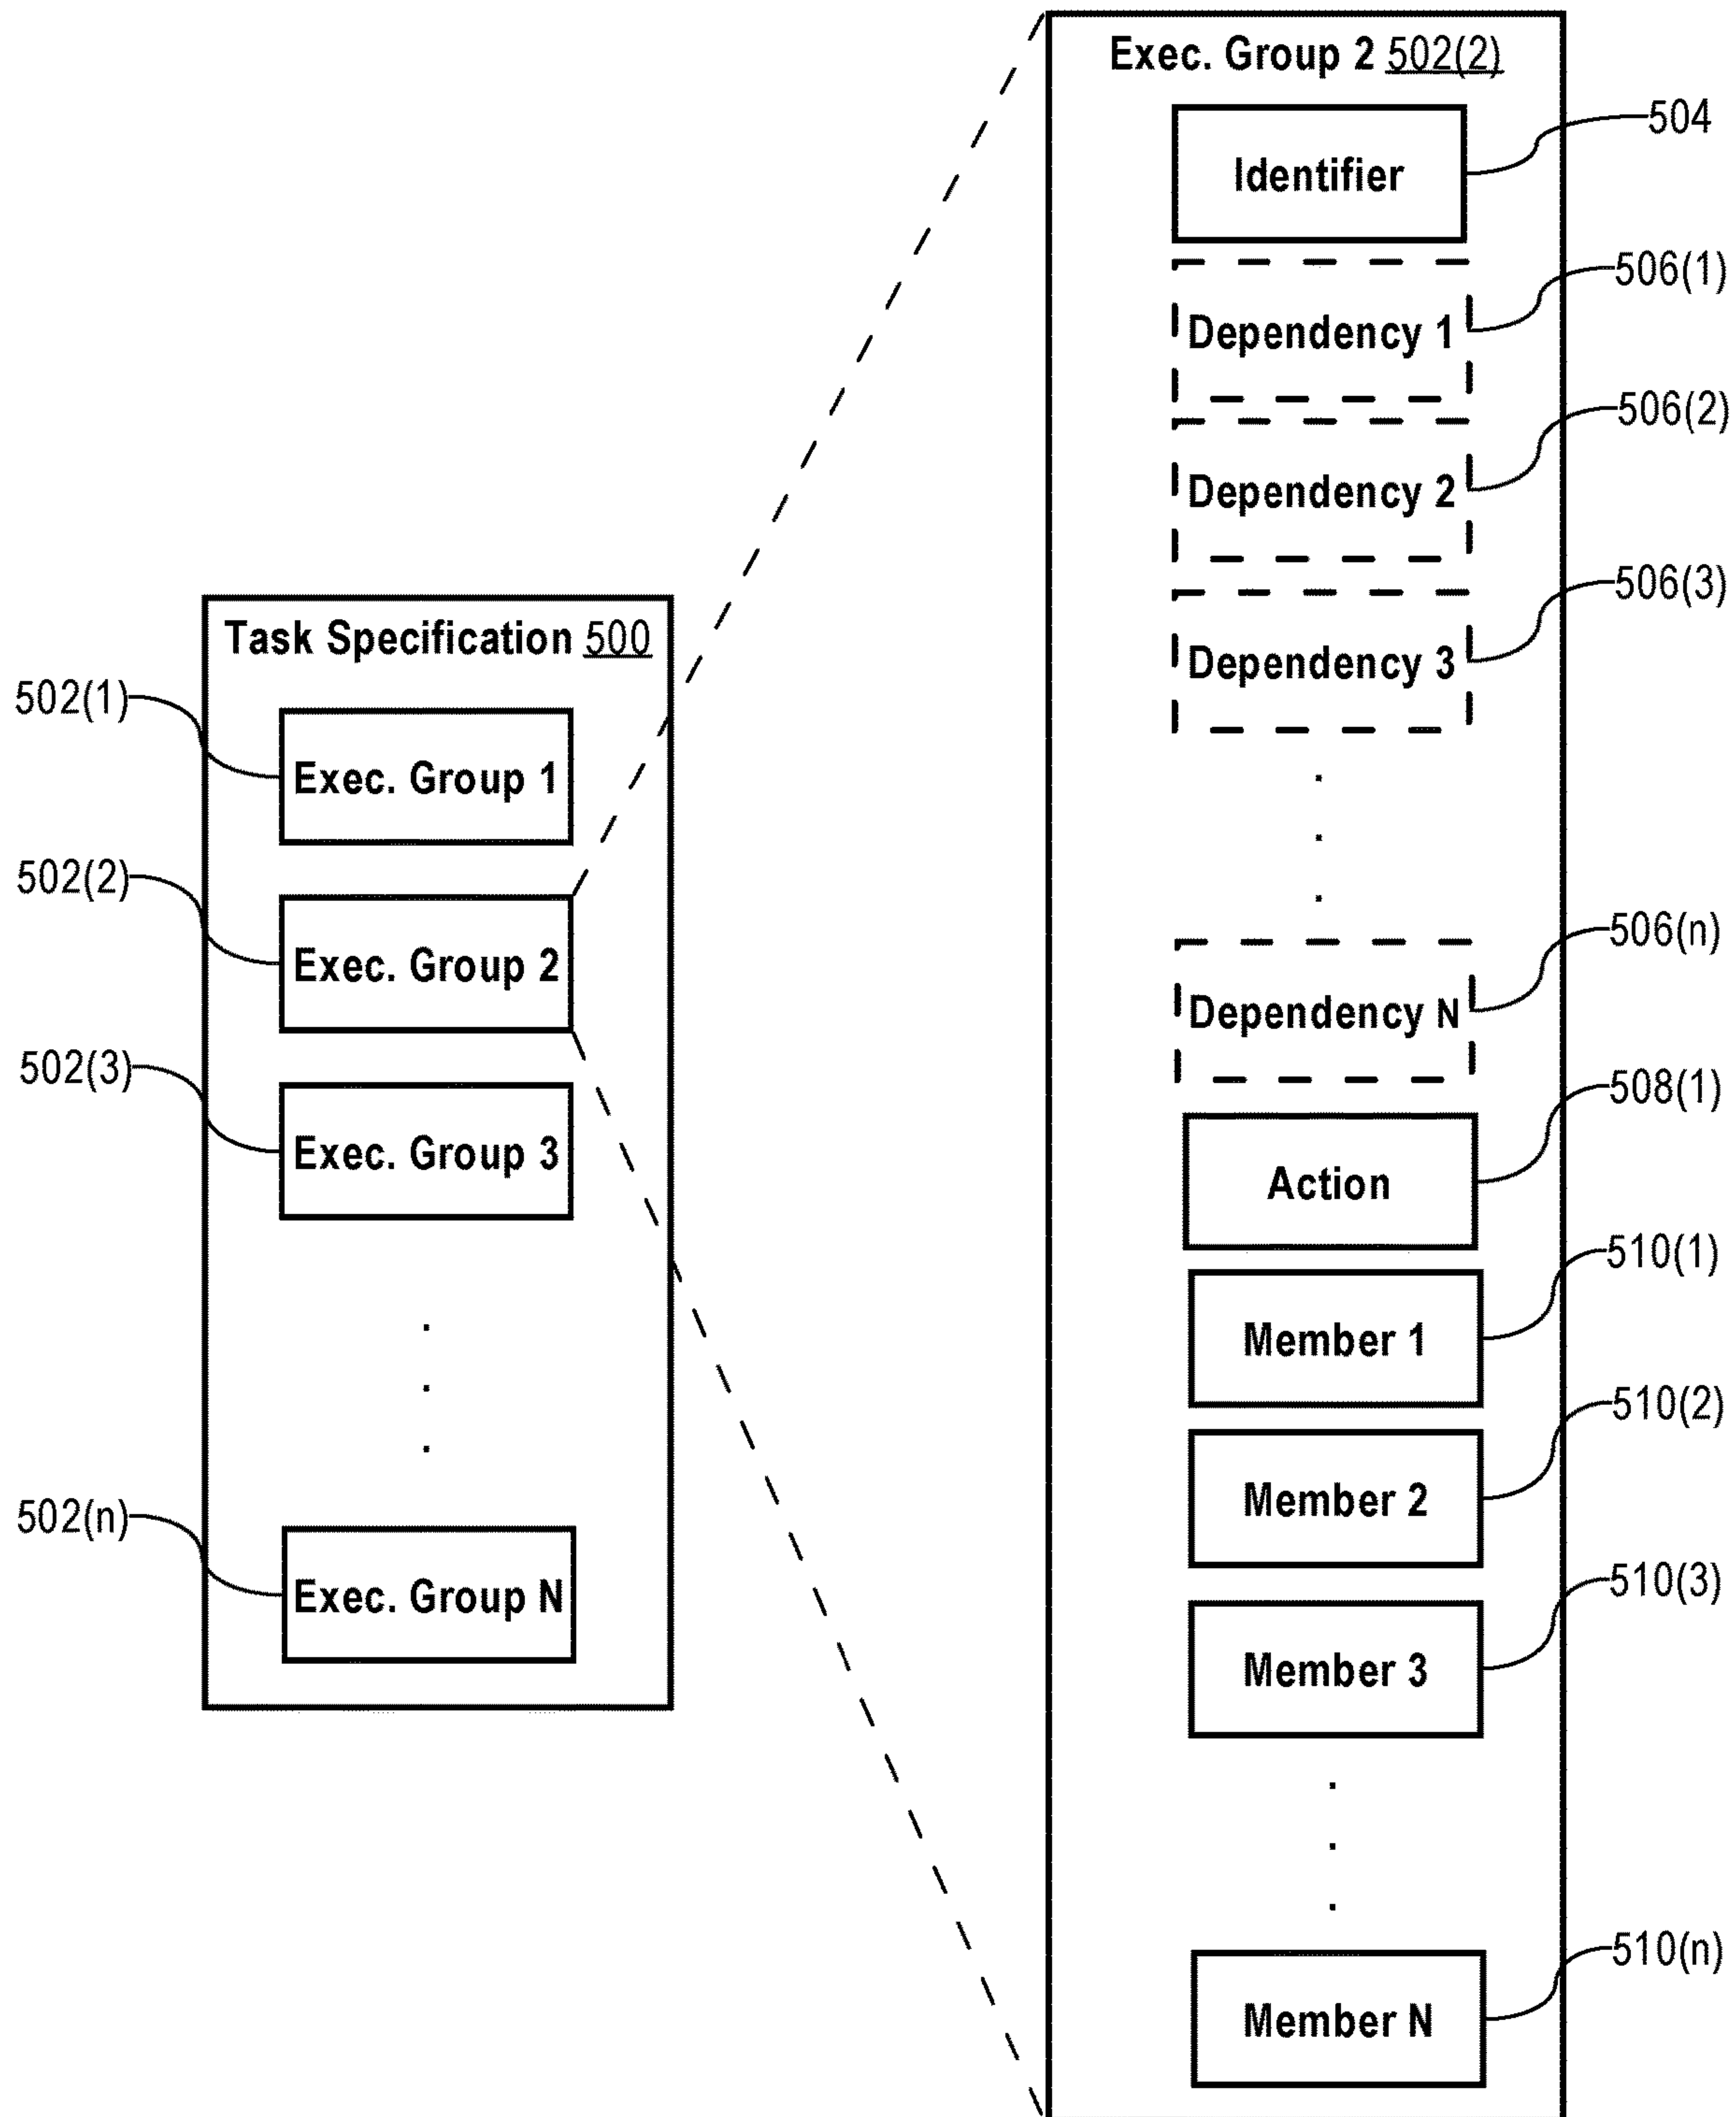 Task Specification 500
502(1)
Exec. Group 1
502(2)
Exec. Group 2
502(3)
Exec. Group 3
.
.
.
502(n)
Exec. Group N
Exec. Group 2 502(2)
504
Identifier
506(1)
Dependency 1
506(2)
Dependency 2
506(3)
Dependency 3
.
.
.
506(n)
Dependency N
508(1)
Action
510(1)
Member 1
510(2)
Member 2
510(3)
Member 3
.
.
.
510(n)
Member N